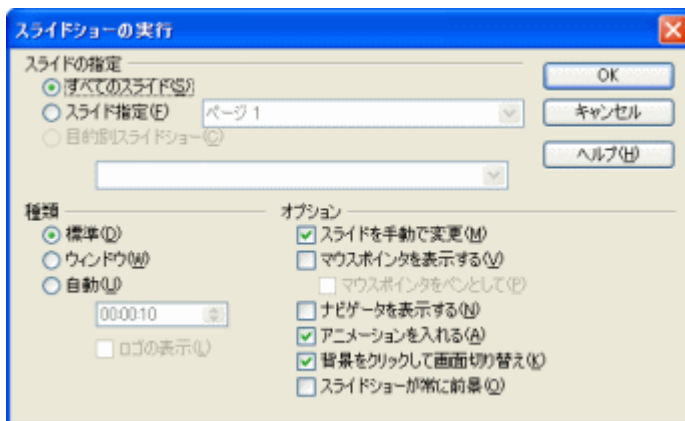 スライドショーの実行
スライドの指定
すべてのスライド(S)
スライド指定(F)
ページ 1
目的別スライドショー(C)
OK
キャンセル
ヘルプ(H)
種類
標準(D)
ウィンドウ(W)
自動(U)
00:00:10
ロゴの表示(L)
オプション
スライドを手動で変更(M)
マウスポインタを表示する(V)
マウスポインタをペンとして(P)
ナビゲータを表示する(N)
アニメーションを入れる(A)
背景をクリックして画面切り替え(K)
スライドショーが常に前景(O)